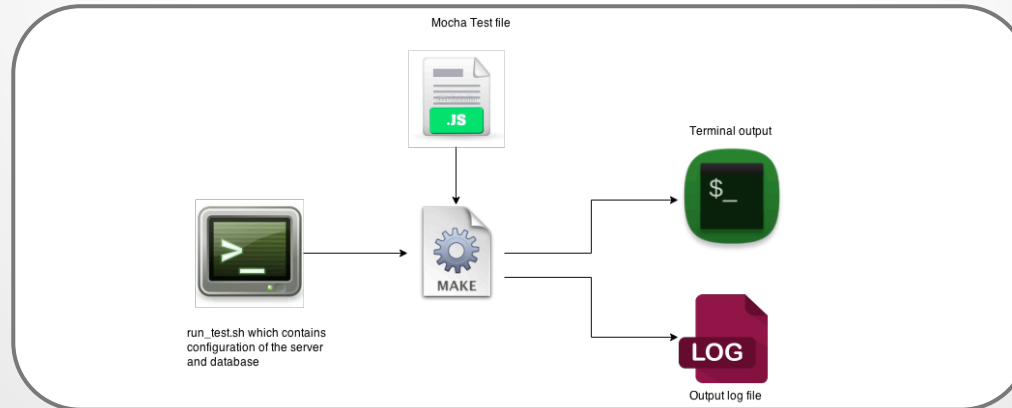 Mocha Test file
.JS
Terminal output
$_
>_
MAKE
run_test.sh which contains
configuration of the server
and database
LOG
Output log file